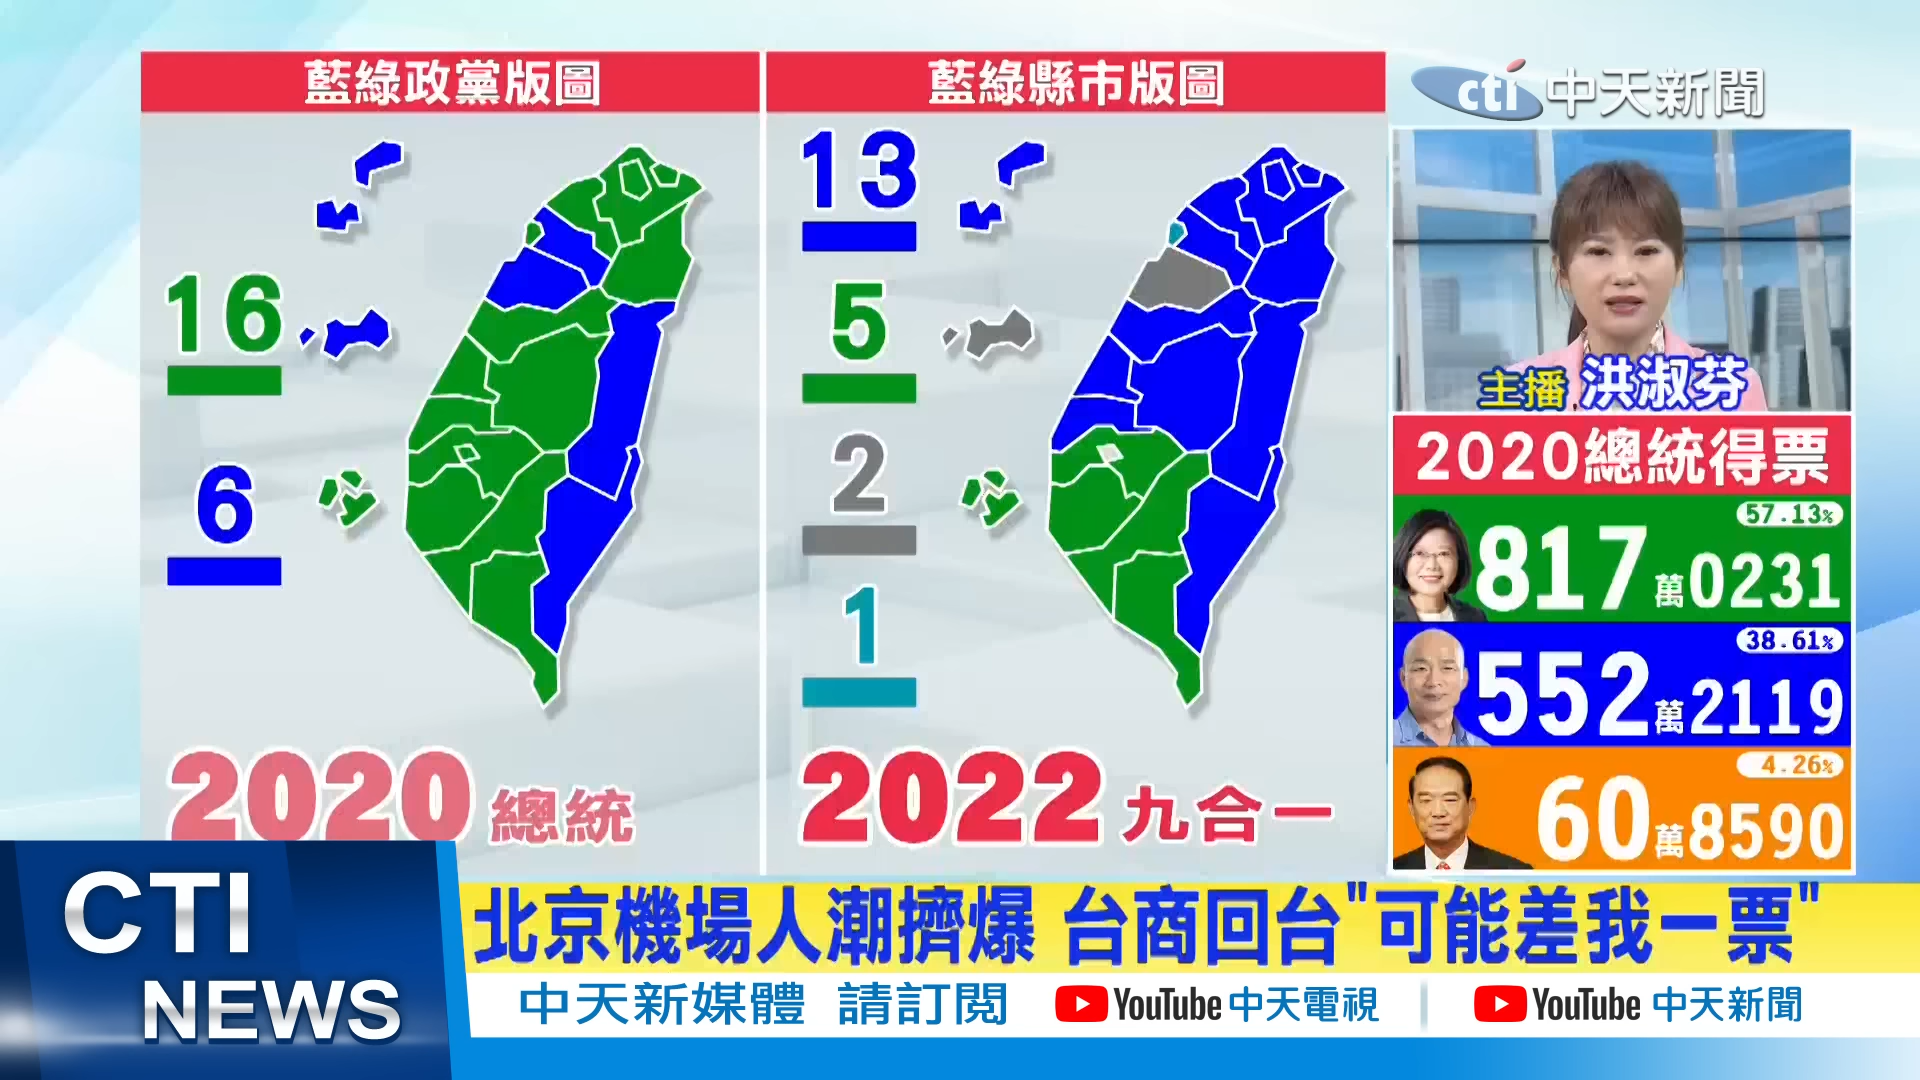 藍綠政黨版圖
16
6
2020 總統
藍綠縣市版圖
13
5
2
1
2022 九合一
cti 中天新聞
主播 洪淑芬
2020總統得票
57.13%
817萬0231
38.61%
552萬2119
4.26%
60萬8590
CTI
NEWS
北京機場人潮擠爆 台商回台"可能差我一票"
中天新媒體 請訂閱 YouTube 中天電視 YouTube 中天新聞